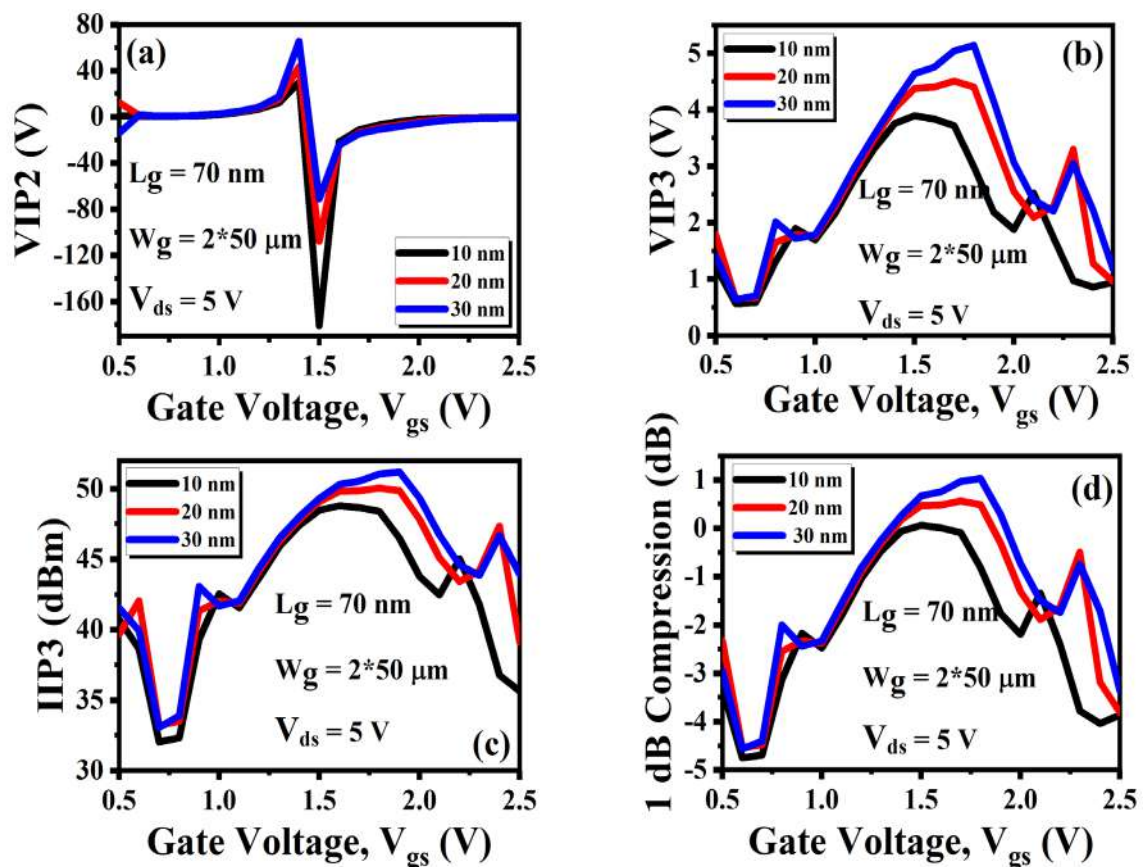 (a)
VIP2 (V)
80
40
0
-40
-80
-120
-160
Lg = 70 nm
Wg = 2*50 μm
Vds = 5 V
10 nm
20 nm
30 nm
0.5 1.0 1.5 2.0 2.5
Gate Voltage, Vgs (V)
(b)
VIP3 (V)
5
4
3
2
1
0
10 nm
20 nm
30 nm
Lg = 70 nm
Wg = 2*50 μm
Vds = 5 V
0.5 1.0 1.5 2.0 2.5
Gate Voltage, Vgs (V)
IIP3 (dBm)
50
45
40
35
30
10 nm
20 nm
30 nm
Lg = 70 nm
Wg = 2*50 μm
Vds = 5 V
(c)
0.5 1.0 1.5 2.0 2.5
Gate Voltage, Vgs (V)
1 dB Compression (dB)
1
0
-1
-2
-3
-4
-5
10 nm
20 nm
30 nm
(d)
Lg = 70 nm
Wg = 2*50 μm
Vds = 5 V
0.5 1.0 1.5 2.0 2.5
Gate Voltage, Vgs (V)